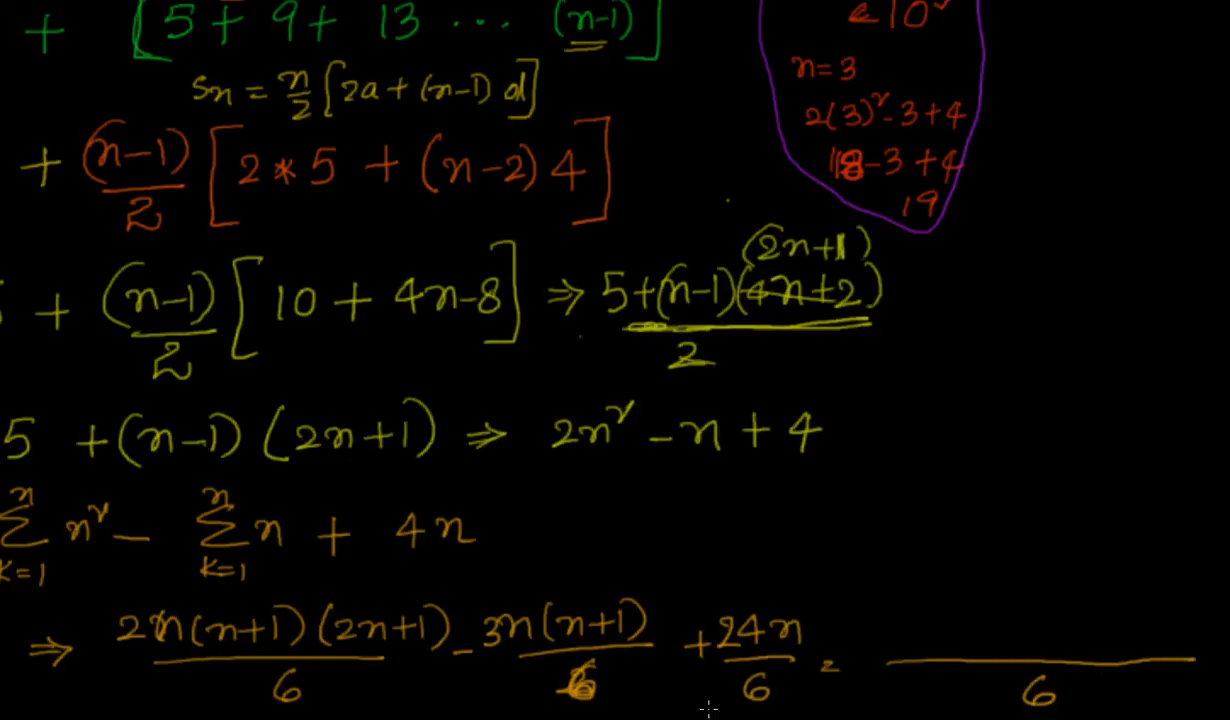 + [5 + 9 + 13 ... (n-1)]
Sn = n/2 [2a + (n-1) d]
+ (n-1)/2 [2*5 + (n-2) 4]
+ (n-1)/2 [10 + 4n-8] ⇒ 5+(n-1)(4n+2)/2
(2n+1)
5 +(n-1) (2n+1) ⇒ 2n² - n + 4
∑_{k=1}^{n} n² - ∑_{k=1}^{n} n + 4n
⇒ 2n(n+1)(2n+1)/6 - 3n(n+1)/6 + 24n/6 = /6
10
n=3
2(3)² - 3+4
18-3+4
19